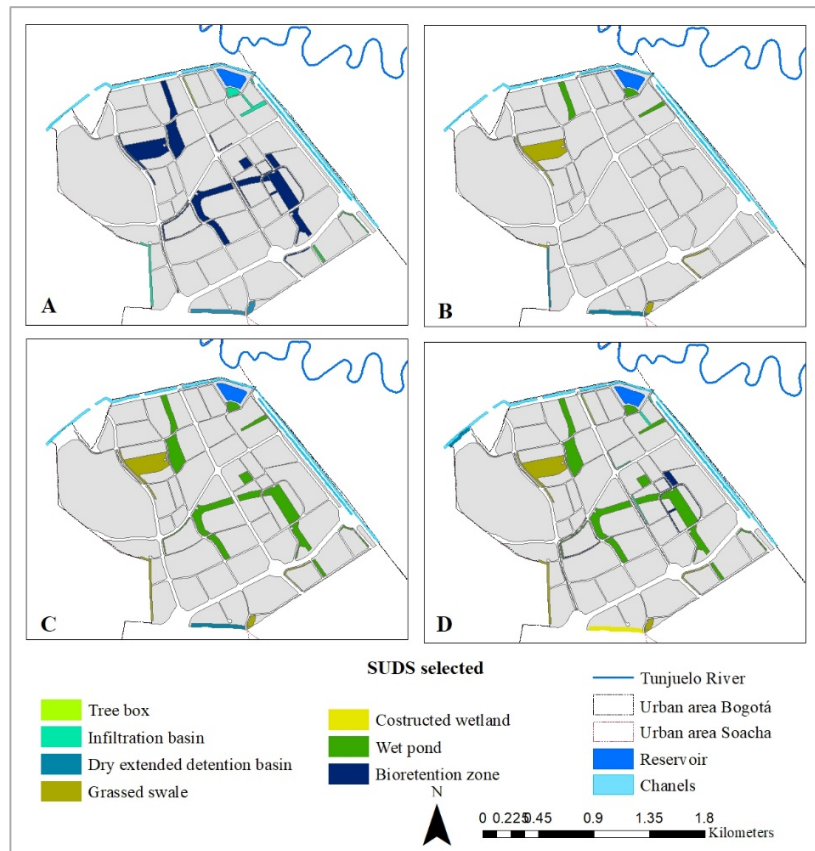 A
B
C
D
SUDS selected
Tree box
Infiltration basin
Dry extended detention basin
Grassed swale
Costructed wetland
Wet pond
Bioretention zone
Tunjuelo River
Urban area Bogotá
Urban area Soacha
Reservoir
Chanels
N
0 0.225 0.45 0.9 1.35 1.8
Kilometers